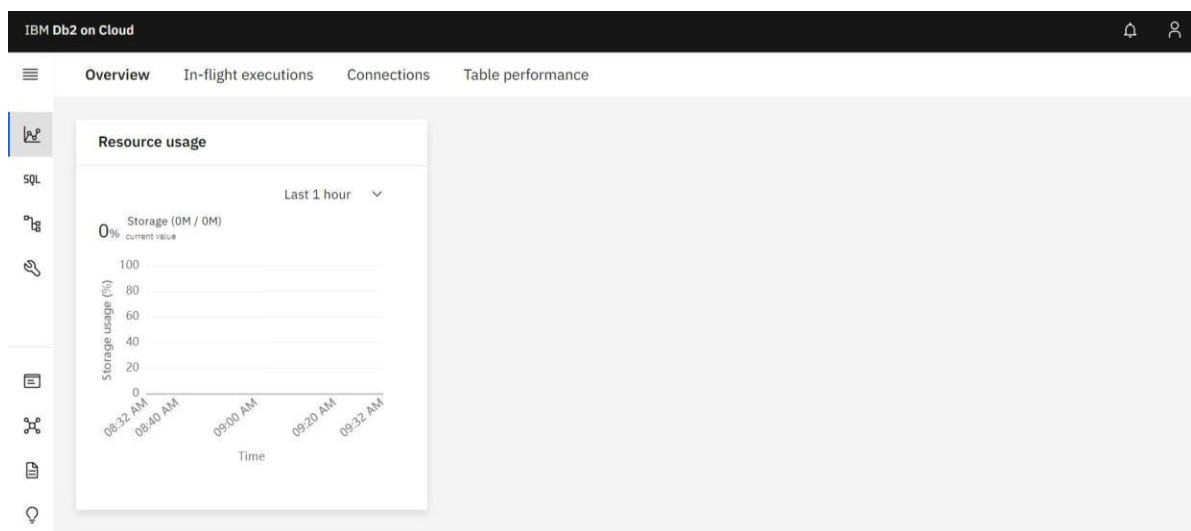 IBM Db2 on Cloud
Overview In-flight executions Connections Table performance
Resource usage
SQL
Last 1 hour
0% Storage (0M / 0M)
current value
100
80
60
40
20
0
Storage usage (%)
08:32 AM 08:40 AM 09:00 AM 09:20 AM 09:32 AM
Time